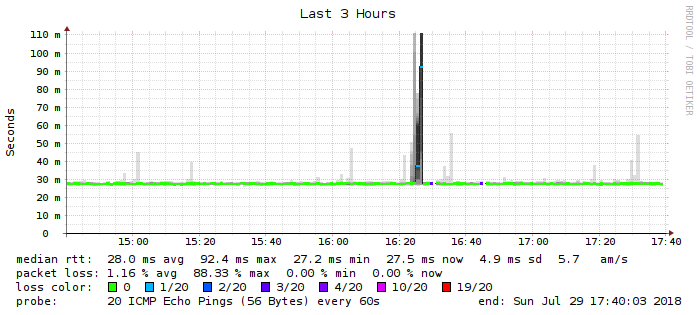 Last 3 Hours
RRDTOOL / TOBI OETIKER
Seconds
110 m
100 m
90 m
80 m
70 m
60 m
50 m
40 m
30 m
20 m
10 m
0
15:00 15:20 15:40 16:00 16:20 16:40 17:00 17:20 17:40
median rtt: 28.0 ms avg 92.4 ms max 27.2 ms min 27.5 ms now 4.9 ms sd 5.7 am/s
packet loss: 1.16 % avg 88.33 % max 0.00 % min 0.00 % now
loss color: 0 1/20 2/20 3/20 4/20 10/20 19/20
probe: 20 ICMP Echo Pings (56 Bytes) every 60s end: Sun Jul 29 17:40:03 2018